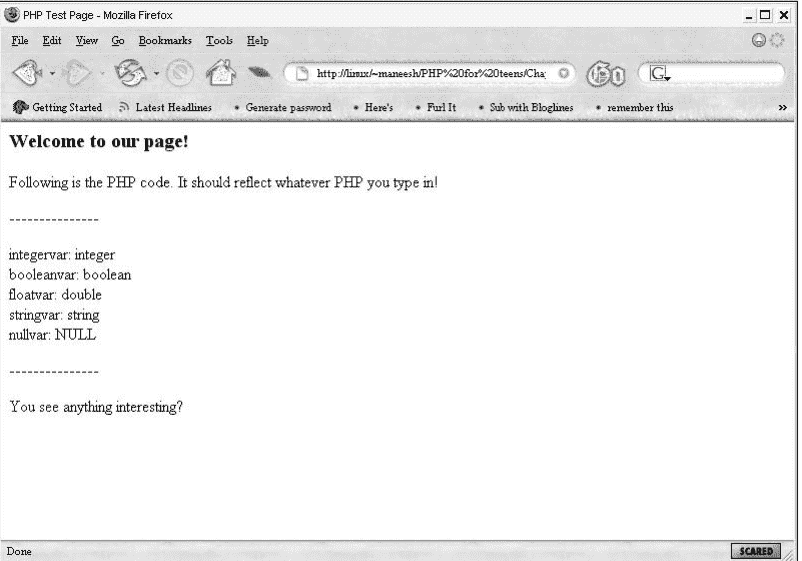 PHP Test Page - Mozilla Firefox
File Edit View Go Bookmarks Tools Help
http://linux/~maneesh/PHP%20for%20teens/Cha
G
Getting Started Latest Headlines Generate password Here's Furl It Sub with Bloglines remember this »
Welcome to our page!
Following is the PHP code. It should reflect whatever PHP you type in!
---------------
integervar: integer
booleanvar: boolean
floatvar: double
stringvar: string
nullvar: NULL
---------------
You see anything interesting?
Done SCARED